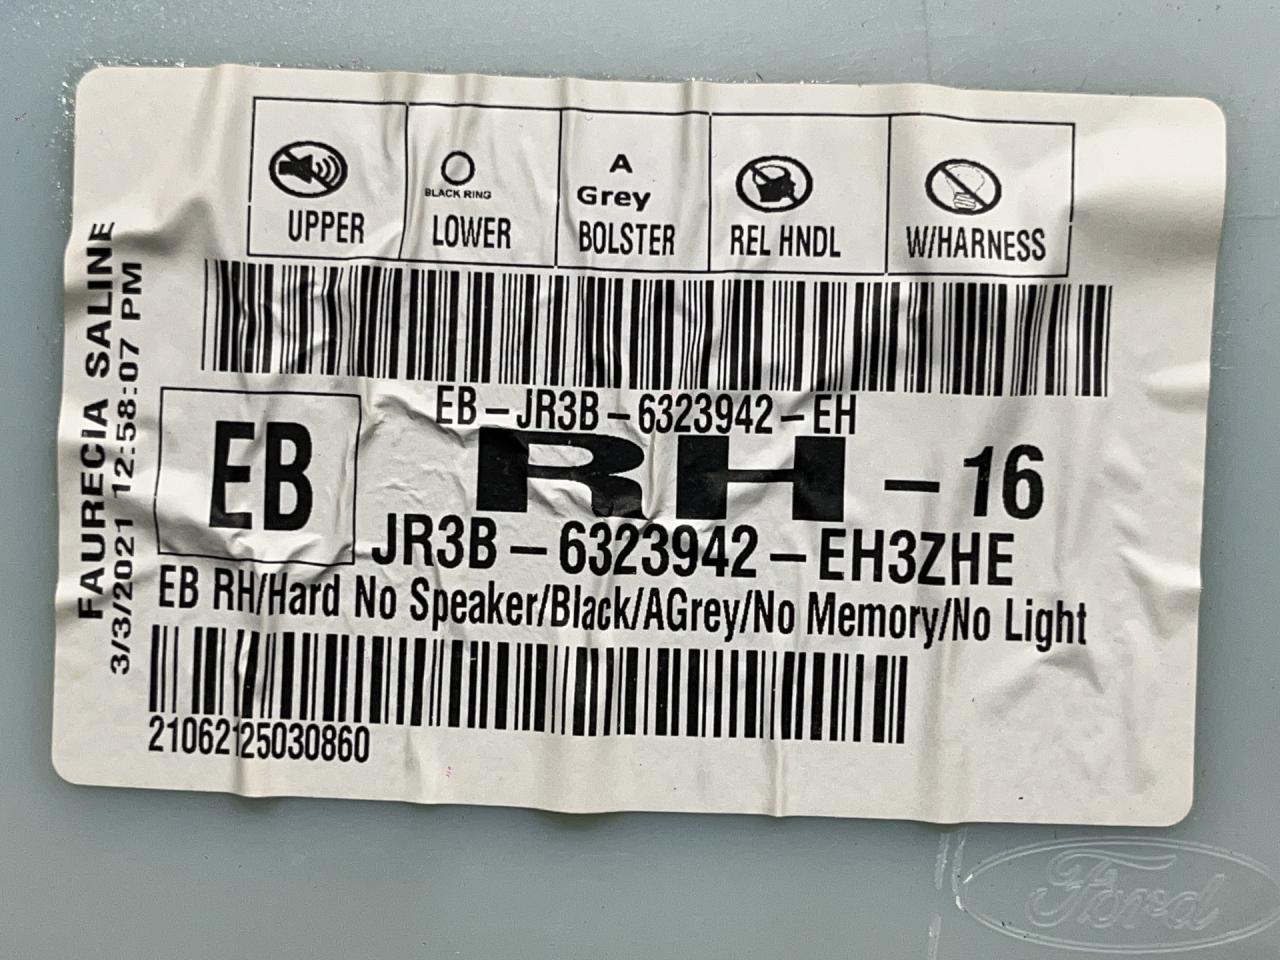 UPPER
BLACK RING
LOWER
A
Grey
BOLSTER
REL HNDL
W/HARNESS
FAURECIA SALINE
3/3/2021 12:58:07 PM
EB-JR3B-6323942-EH
EB
RH -16
JR3B-6323942-EH3ZHE
EB RH/Hard No Speaker/Black/AGrey/No Memory/No Light
21062125030860
Ford